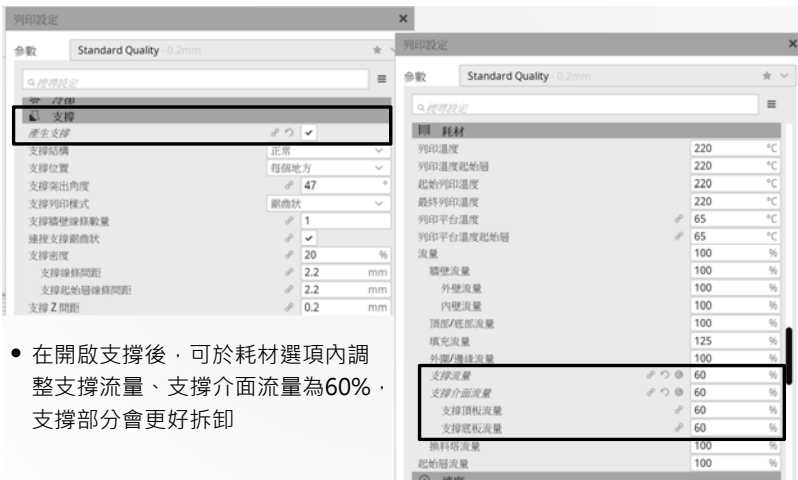 列印設定
參數 Standard Quality - 0.2mm
搜尋設定
冷卻
支撐
產生支撐
支撐結構 正常
支撐位置 每個地方
支撐突出角度 47 °
支撐列印樣式 鋸齒狀
支撐牆壁線條數量 1
連接支撐鋸齒狀
支撐密度 20 %
支撐線條間距 2.2 mm
支撐起始層線條間距 2.2 mm
支撐 Z 間距 0.2 mm
在開啟支撐後，可於耗材選項內調
整支撐流量、支撐介面流量為60%，
支撐部分會更好拆卸
列印設定
參數 Standard Quality - 0.2mm
搜尋設定
耗材
列印溫度 220 °C
列印溫度起始層 220 °C
起始列印溫度 220 °C
最終列印溫度 220 °C
列印平台溫度 65 °C
列印平台溫度起始層 65 °C
流量 100 %
牆壁流量 100 %
外壁流量 100 %
內壁流量 100 %
頂部/底部流量 100 %
填充流量 125 %
外圍/邊緣流量 100 %
支撐流量 60 %
支撐介面流量 60 %
支撐頂板流量 60 %
支撐底板流量 60 %
換料塔流量 100 %
起始層流量 100 %
速度